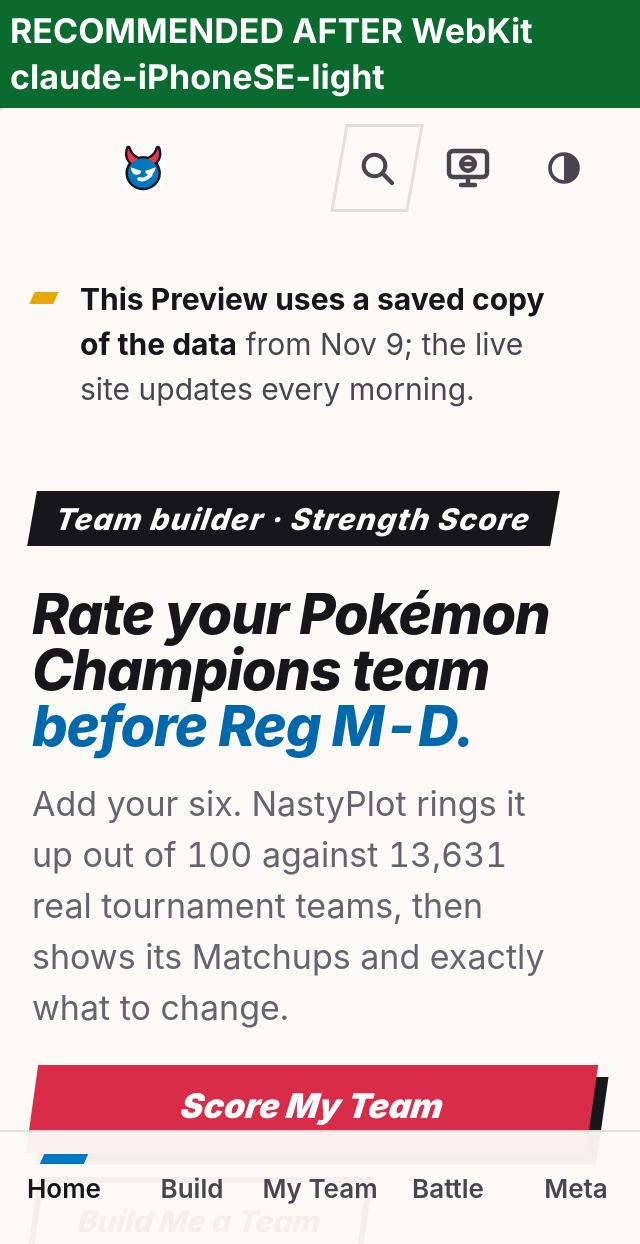 RECOMMENDED AFTER WebKit
claude-iPhoneSE-light
This Preview uses a saved copy
of the data from Nov 9; the live
site updates every morning.
Team builder · Strength Score
Rate your Pokémon
Champions team
before Reg M-D.
Add your six. NastyPlot rings it
up out of 100 against 13,631
real tournament teams, then
shows its Matchups and exactly
what to change.
Score My Team
Home Build My Team Battle Meta
Build Me a Team